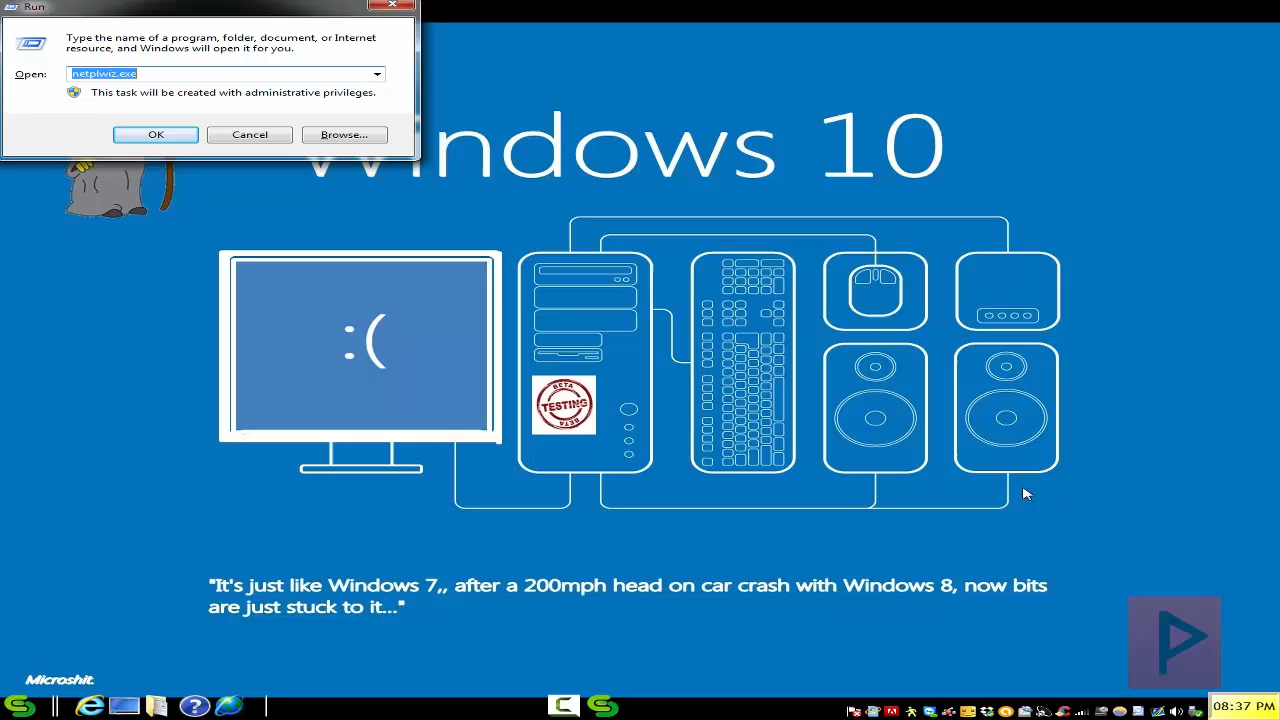 Run
Type the name of a program, folder, document, or Internet
resource, and Windows will open it for you.
Open: netplwiz.exe
This task will be created with administrative privileges.
OK Cancel Browse...
Windows 10
:(
BETA
TESTING
BETA
"It's just like Windows 7,, after a 200mph head on car crash with Windows 8, now bits
are just stuck to it..."
Microshit.
08:37 PM